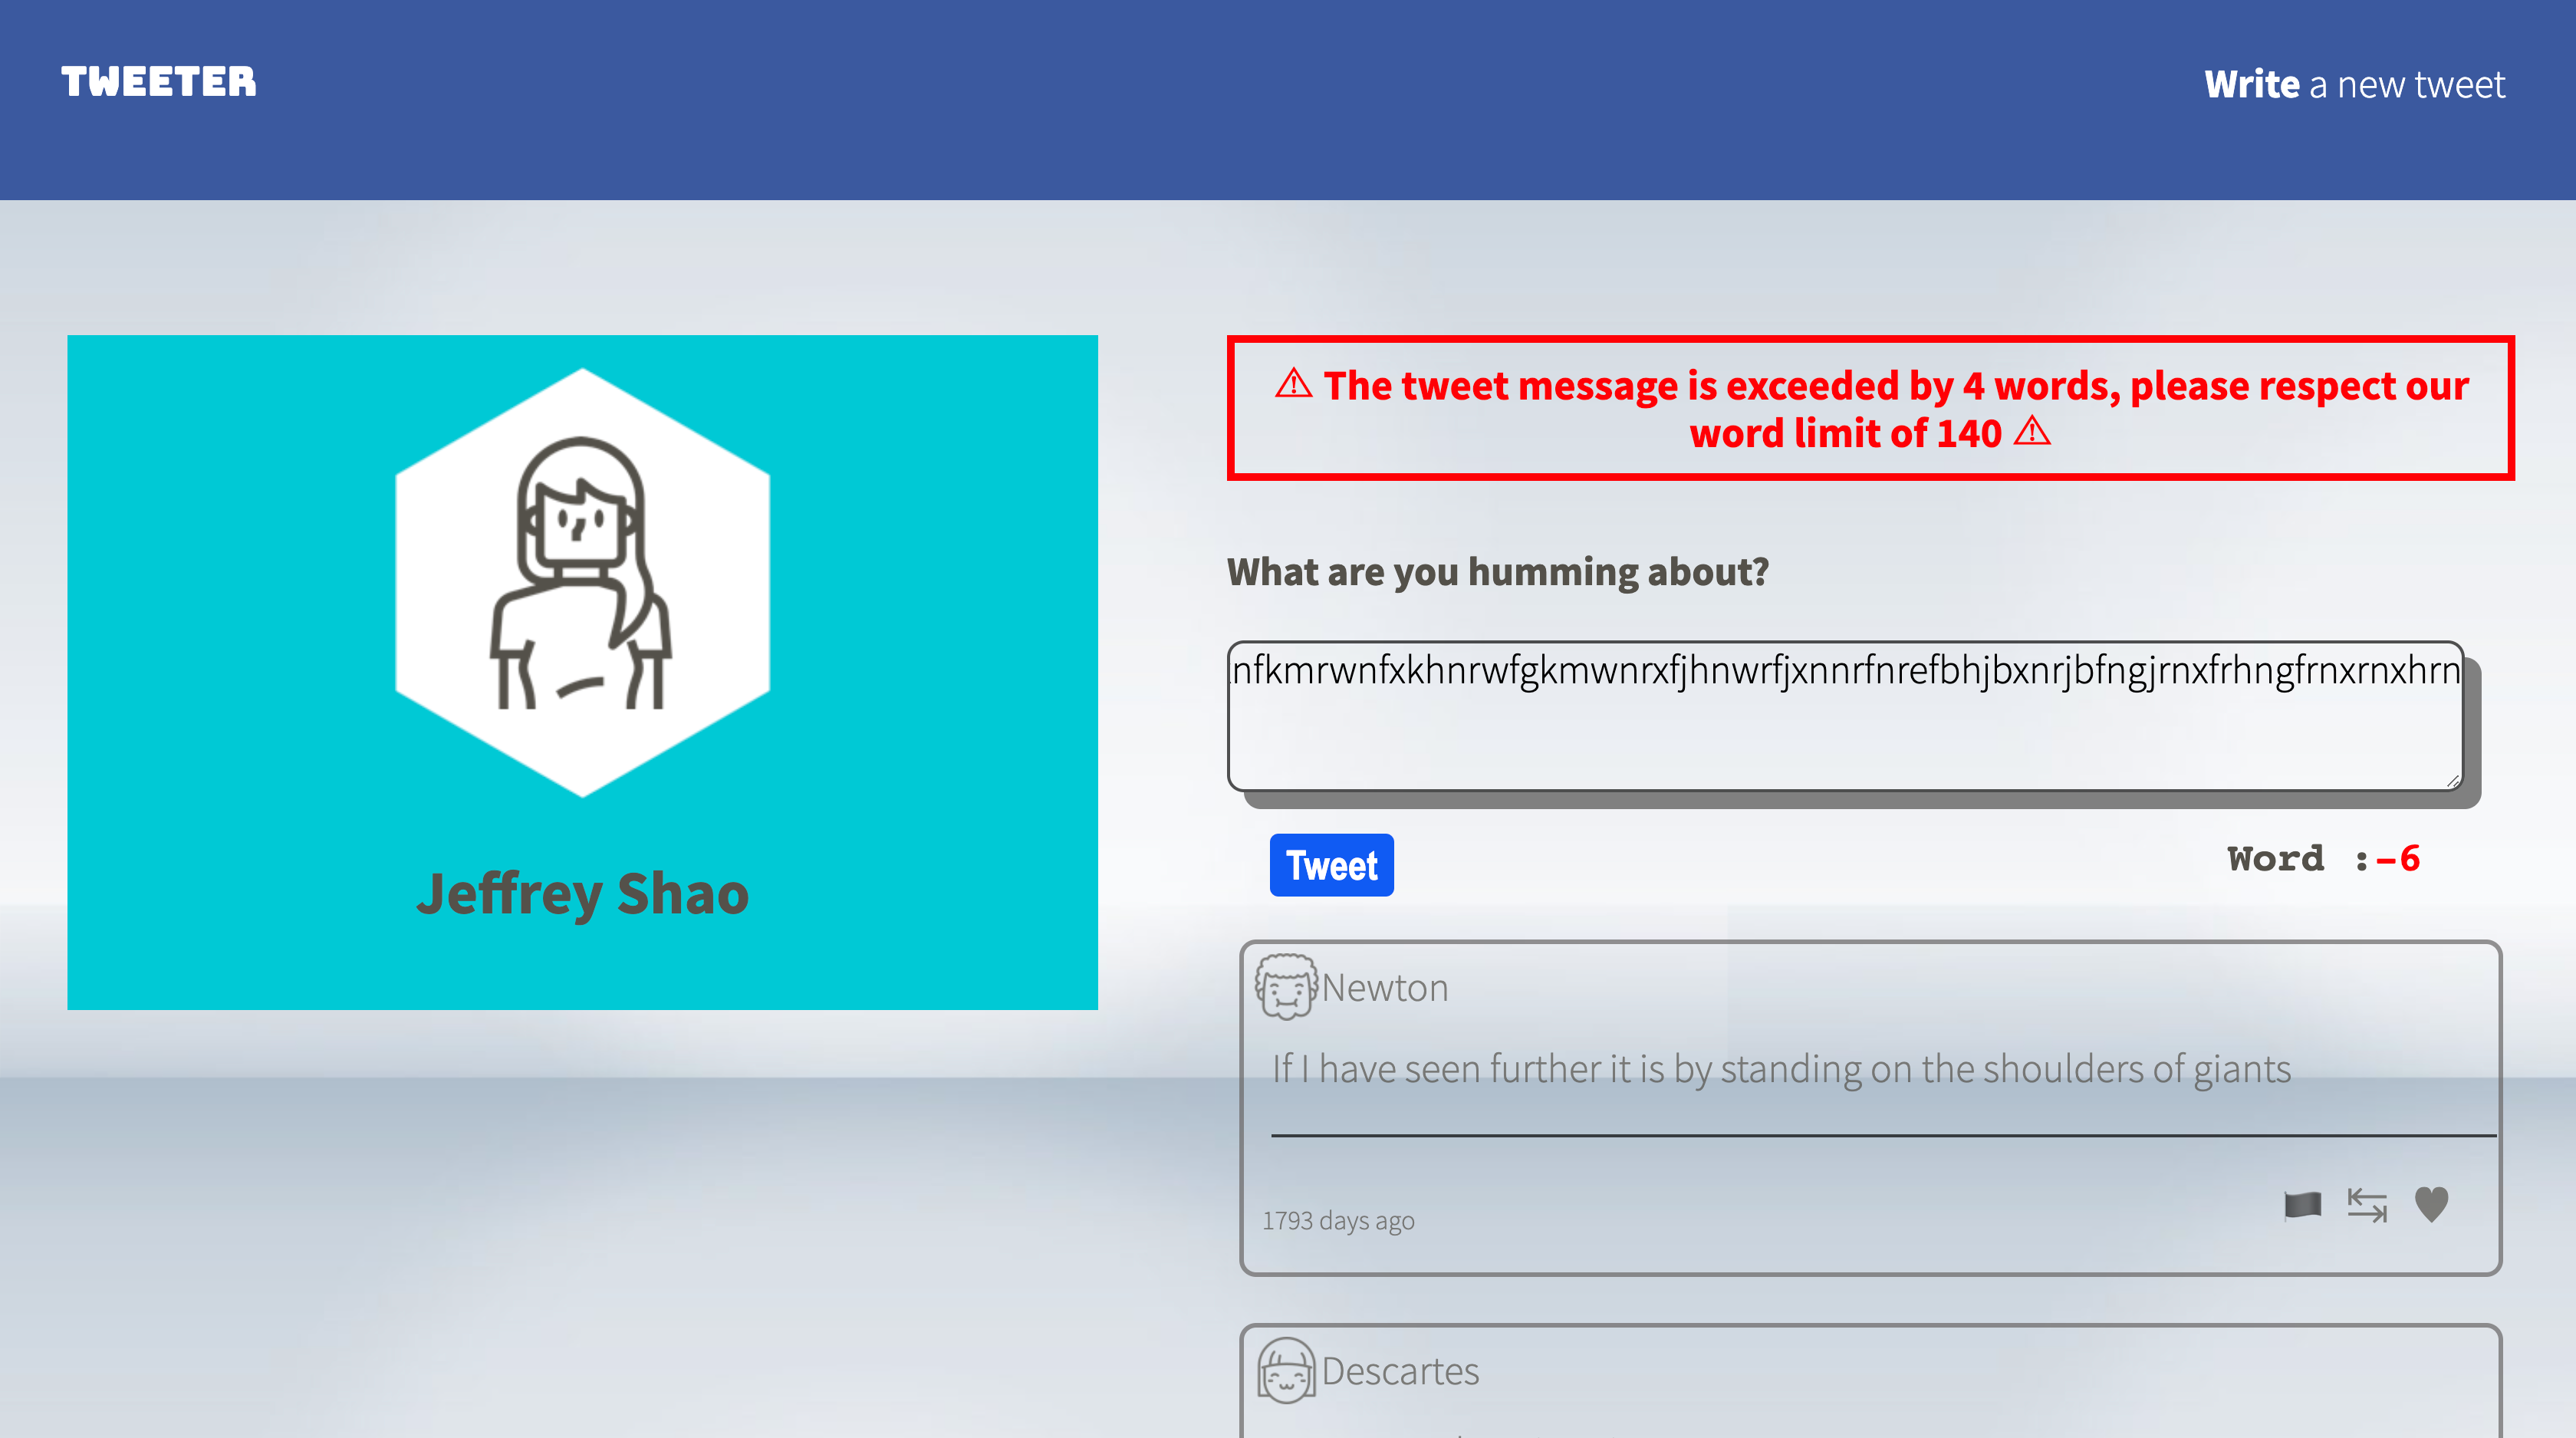 TWEETER
Write a new tweet
⚠ The tweet message is exceeded by 4 words, please respect our
word limit of 140 ⚠
What are you humming about?
nfkmrwnfxkhnrwfgkmwnrxfjhnwrfjxnnrfnrefbhjbxnrjbfngjrnxfrhngfrnxrnxhrn
Tweet
Word :-6
Jeffrey Shao
Newton
If I have seen further it is by standing on the shoulders of giants
1793 days ago
Descartes